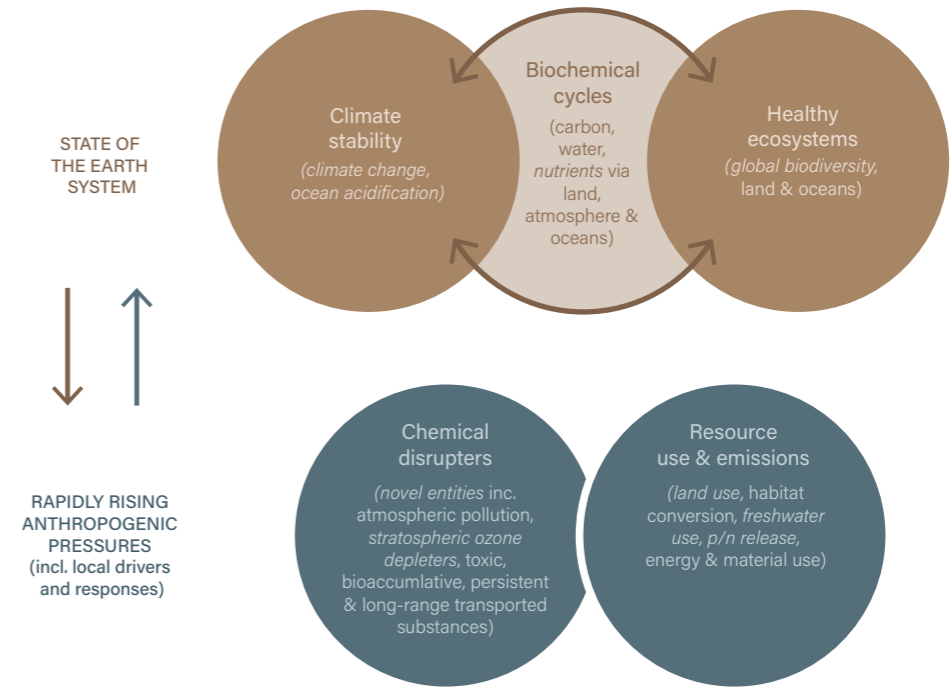 STATE OF
THE EARTH
SYSTEM
Climate
stability
(climate change,
ocean acidification)
Biochemical
cycles
(carbon,
water,
nutrients via
land,
atmosphere &
oceans)
Healthy
ecosystems
(global biodiversity,
land & oceans)
RAPIDLY RISING
ANTHROPOGENIC
PRESSURES
(incl. local drivers
and responses)
Chemical
disrupters
(novel entities inc.
atmospheric pollution,
stratospheric ozone
depleters, toxic,
bioaccumlative, persistent
& long-range transported
substances)
Resource
use & emissions
(land use, habitat
conversion, freshwater
use, p/n release,
energy & material use)